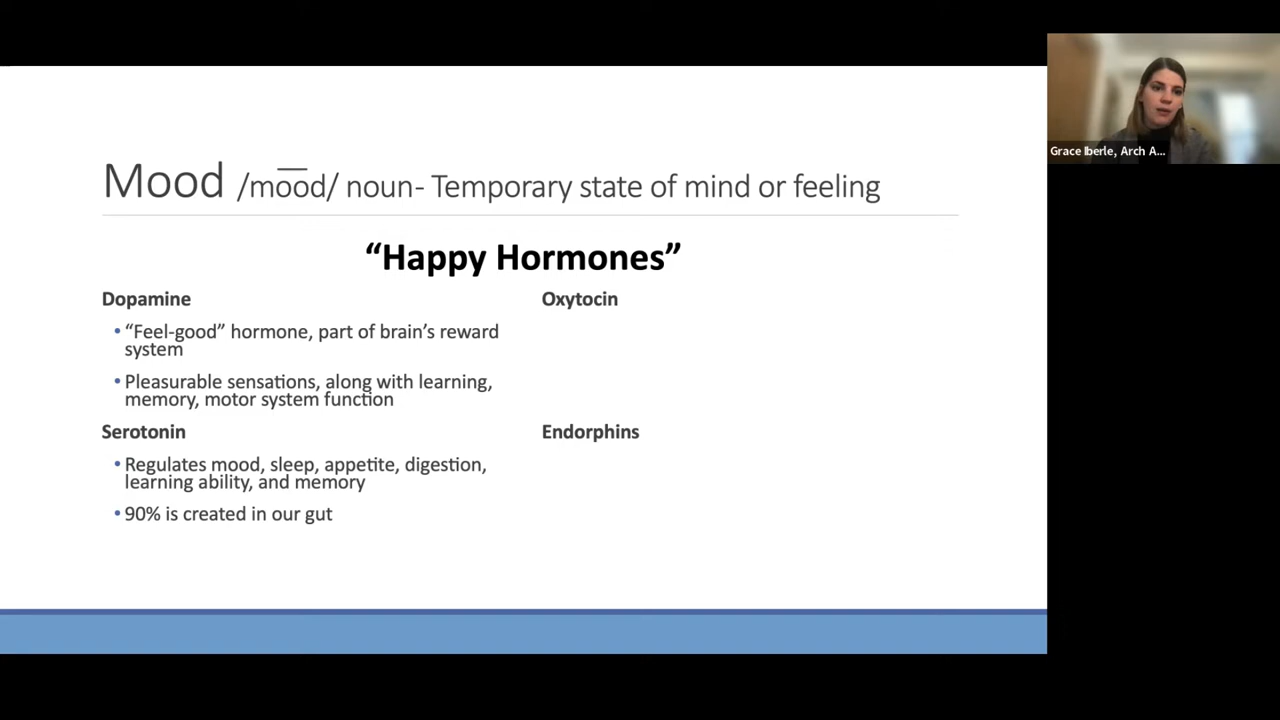 Mood /mo͞od/ noun- Temporary state of mind or feeling
“Happy Hormones”
Dopamine
• “Feel-good” hormone, part of brain’s reward
system
• Pleasurable sensations, along with learning,
memory, motor system function
Serotonin
• Regulates mood, sleep, appetite, digestion,
learning ability, and memory
• 90% is created in our gut
Oxytocin
Endorphins
Grace Iberle, Arch A...